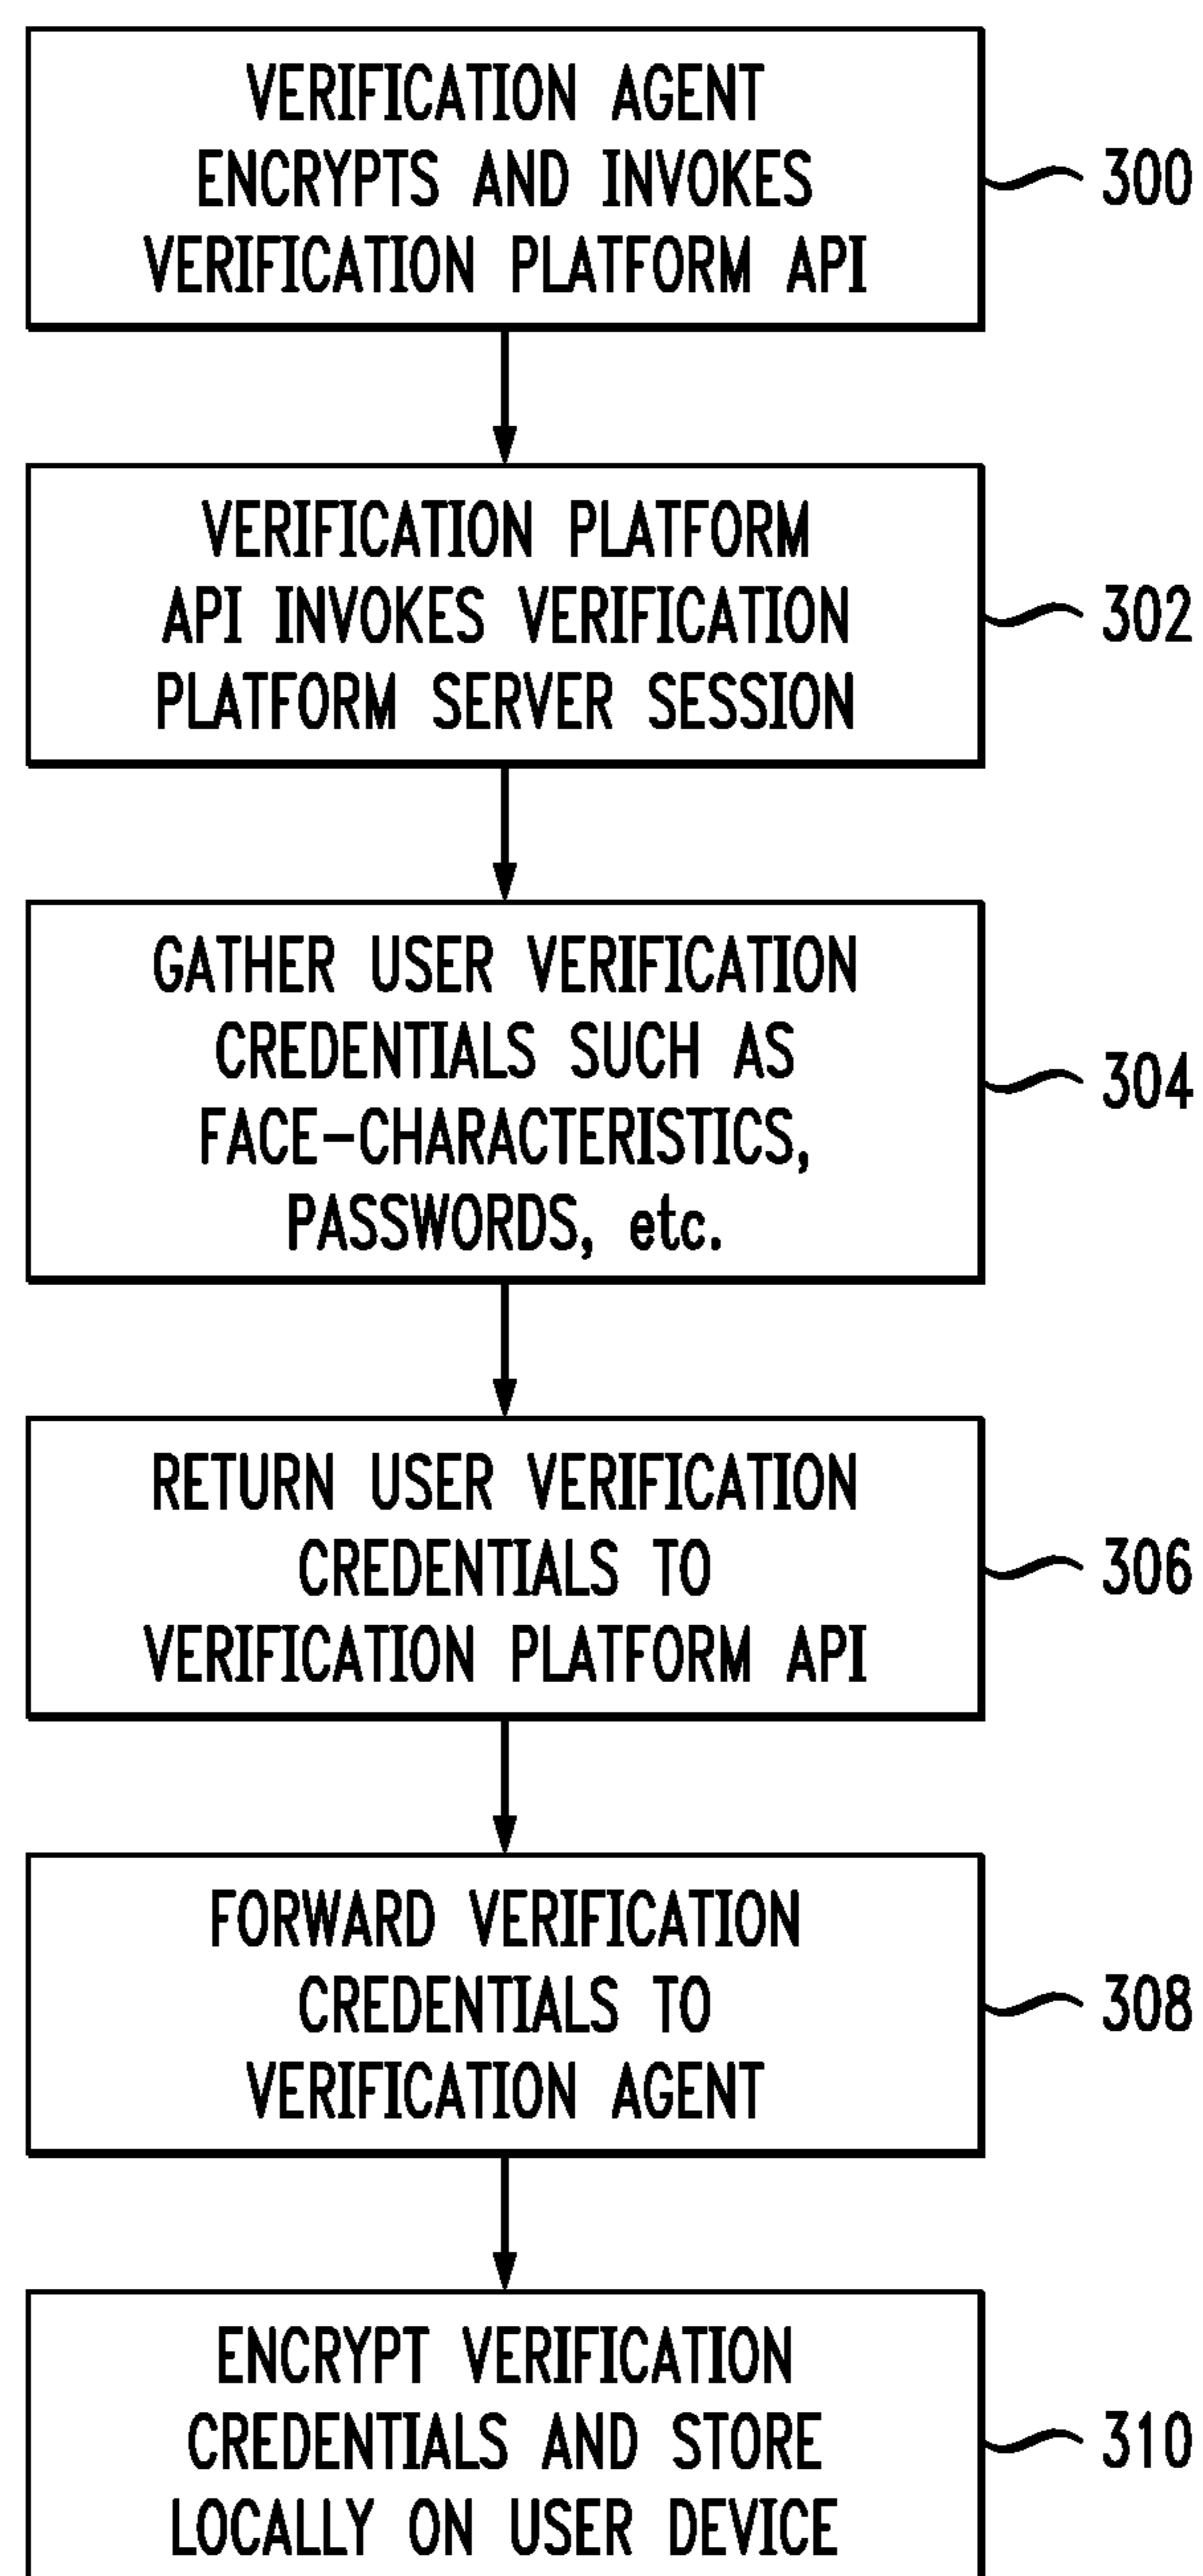 VERIFICATION AGENT
ENCRYPTS AND INVOKES
VERIFICATION PLATFORM API
300
VERIFICATION PLATFORM
API INVOKES VERIFICATION
PLATFORM SERVER SESSION
302
GATHER USER VERIFICATION
CREDENTIALS SUCH AS
FACE-CHARACTERISTICS,
PASSWORDS, etc.
304
RETURN USER VERIFICATION
CREDENTIALS TO
VERIFICATION PLATFORM API
306
FORWARD VERIFICATION
CREDENTIALS TO
VERIFICATION AGENT
308
ENCRYPT VERIFICATION
CREDENTIALS AND STORE
LOCALLY ON USER DEVICE
310